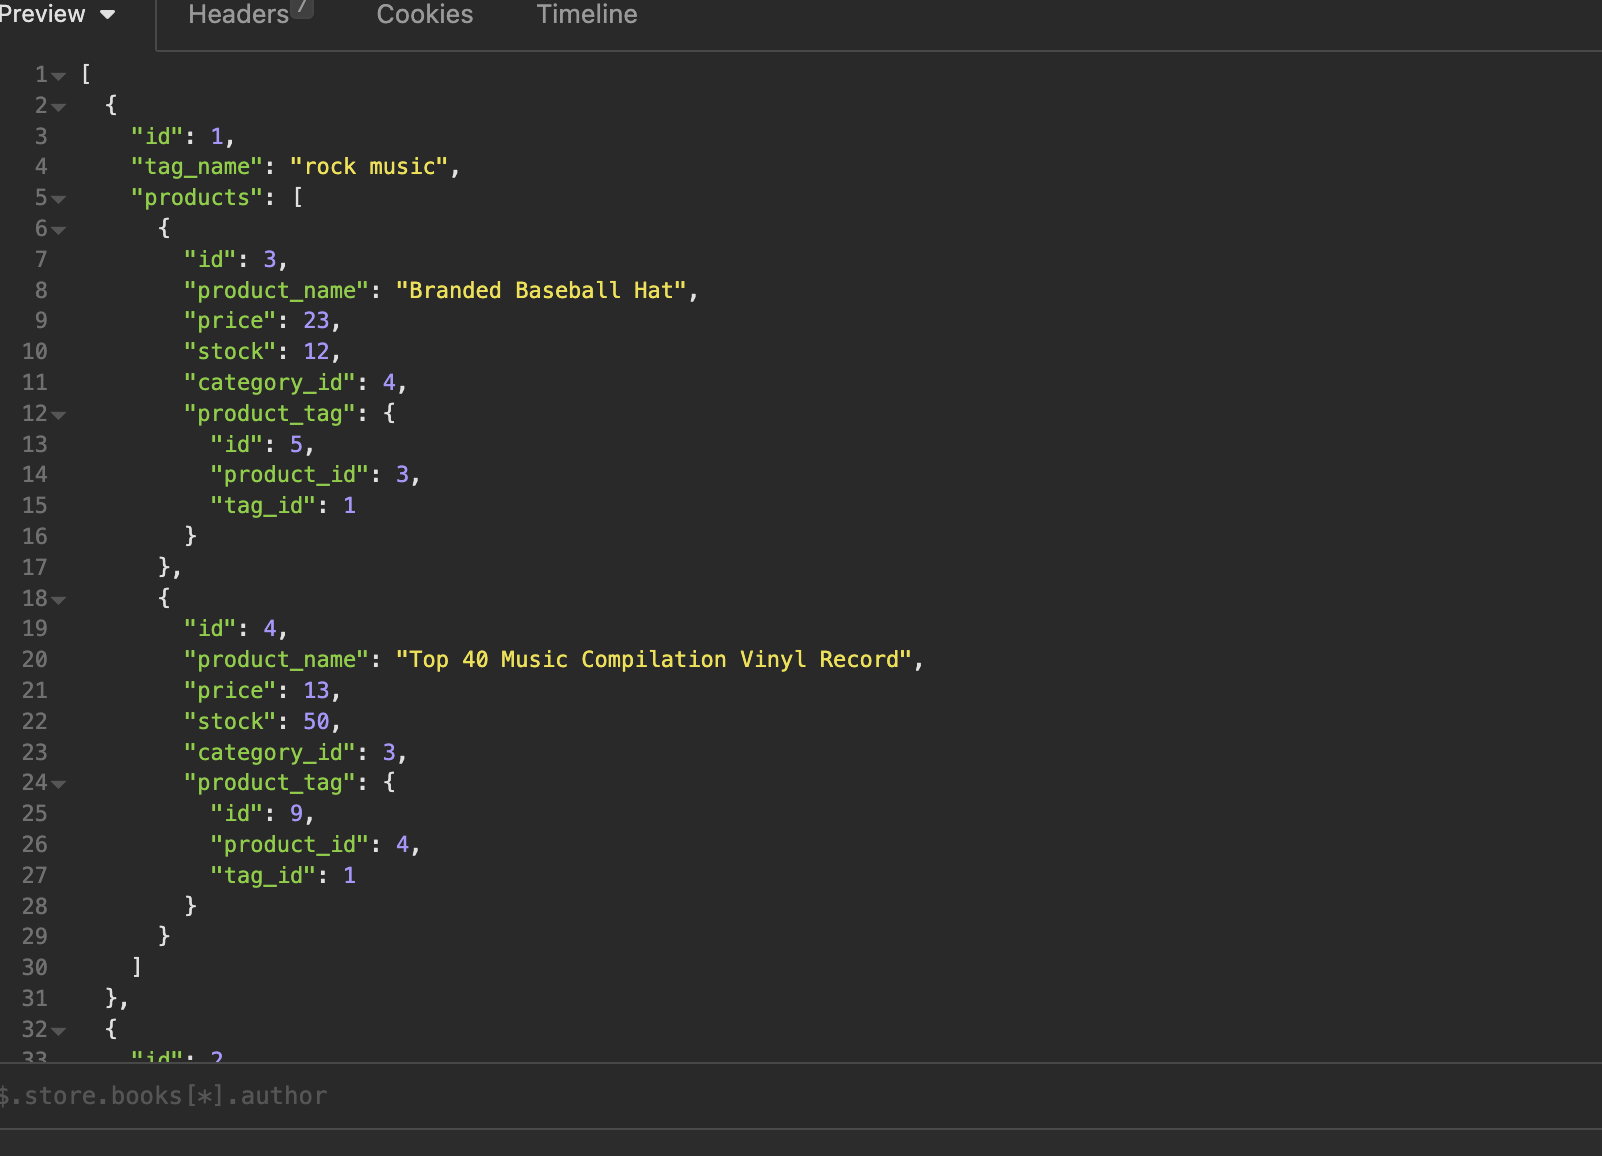 Preview Headers 7 Cookies Timeline
1 [
2 {
3 "id": 1,
4 "tag_name": "rock music",
5 "products": [
6 {
7 "id": 3,
8 "product_name": "Branded Baseball Hat",
9 "price": 23,
10 "stock": 12,
11 "category_id": 4,
12 "product_tag": {
13 "id": 5,
14 "product_id": 3,
15 "tag_id": 1
16 }
17 },
18 {
19 "id": 4,
20 "product_name": "Top 40 Music Compilation Vinyl Record",
21 "price": 13,
22 "stock": 50,
23 "category_id": 3,
24 "product_tag": {
25 "id": 9,
26 "product_id": 4,
27 "tag_id": 1
28 }
29 }
30 ]
31 },
32 {
33 "id": 2
$.store.books[*].author